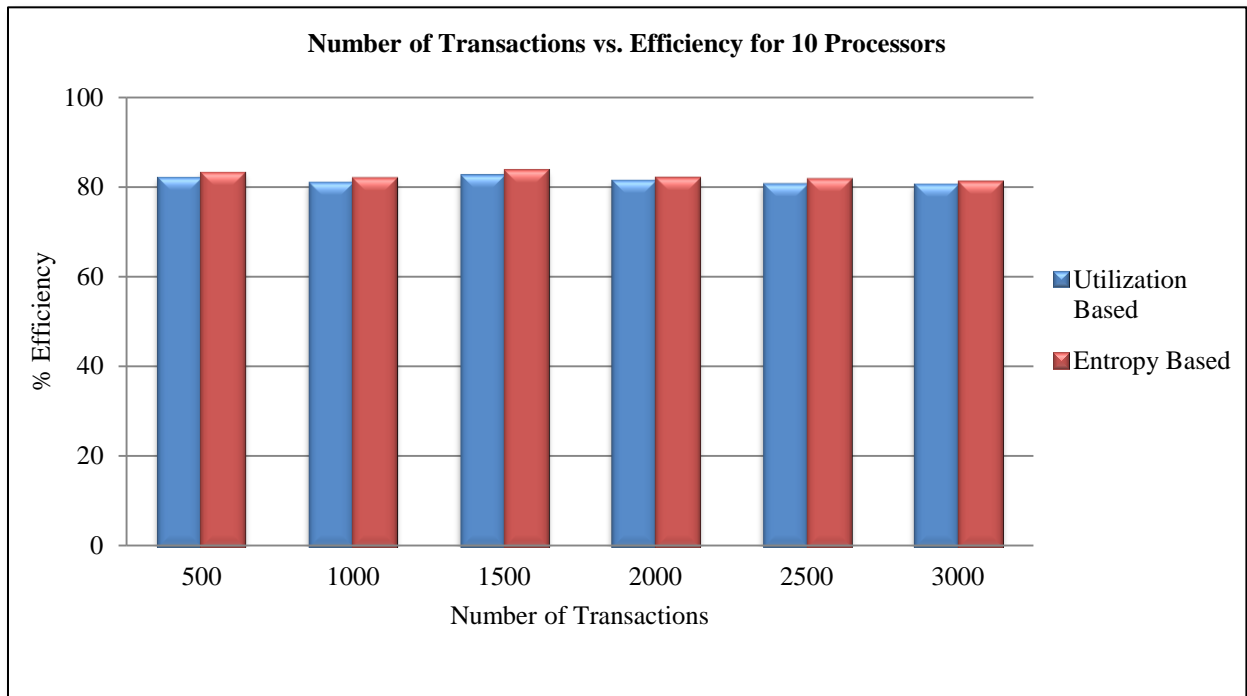 Number of Transactions vs. Efficiency for 10 Processors
100
80
60
40
20
0
% Efficiency
500 1000 1500 2000 2500 3000
Number of Transactions
Utilization
Based
Entropy Based